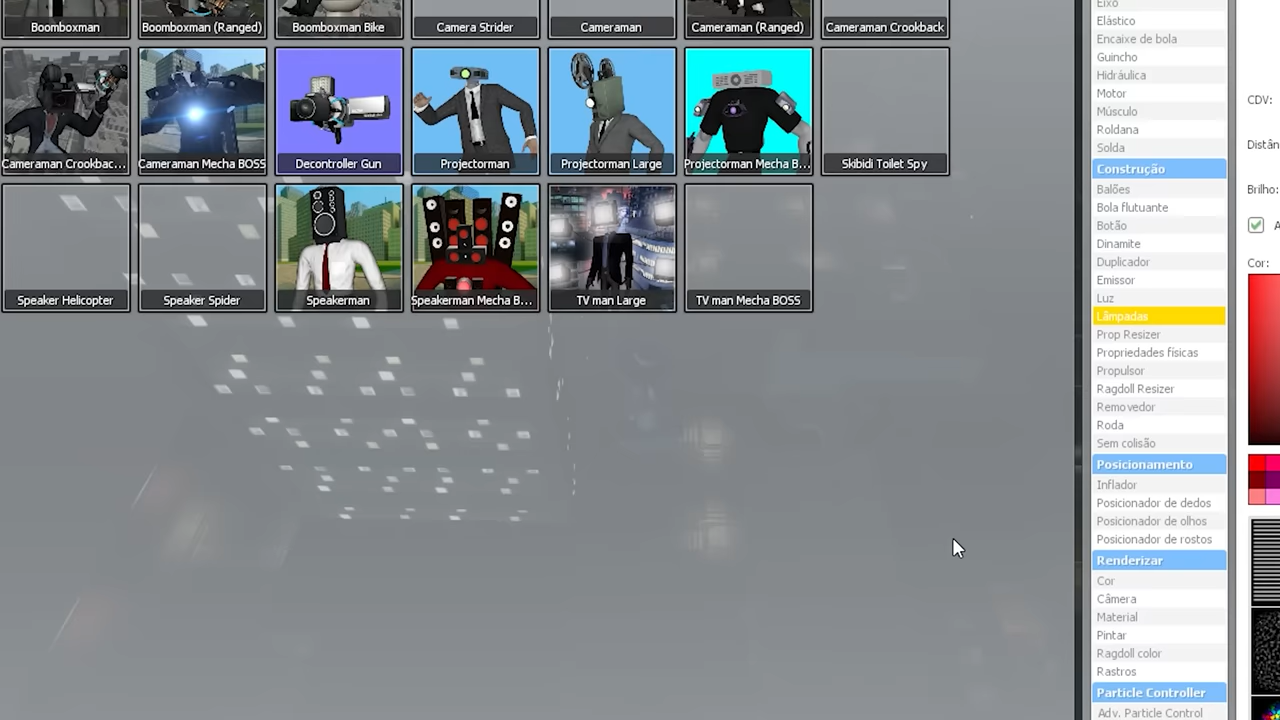 Boomboxman
Boomboxman (Ranged)
Boomboxman Bike
Camera Strider
Cameraman
Cameraman (Ranged)
Cameraman Crookback
Cameraman Crookbac...
Cameraman Mecha BOSS
Decontroller Gun
Projectorman
Projectorman Large
Projectorman Mecha B...
Skibidi Toilet Spy
Speaker Helicopter
Speaker Spider
Speakerman
Speakerman Mecha B...
TV man Large
TV man Mecha BOSS
Eixo
Elástico
Encaixe de bola
Guincho
Hidráulica
Motor
Músculo
Roldana
Solda
Construção
Balões
Bola flutuante
Botão
Dinamite
Duplicador
Emissor
Luz
Lâmpadas
Prop Resizer
Propriedades físicas
Propulsor
Ragdoll Resizer
Removedor
Roda
Sem colisão
Posicionamento
Inflador
Posicionador de dedos
Posicionador de olhos
Posicionador de rostos
Renderizar
Cor
Câmera
Material
Pintar
Ragdoll color
Rastros
Particle Controller
Adv. Particle Control
CDV:
Distân
Brilho:
A
Cor: